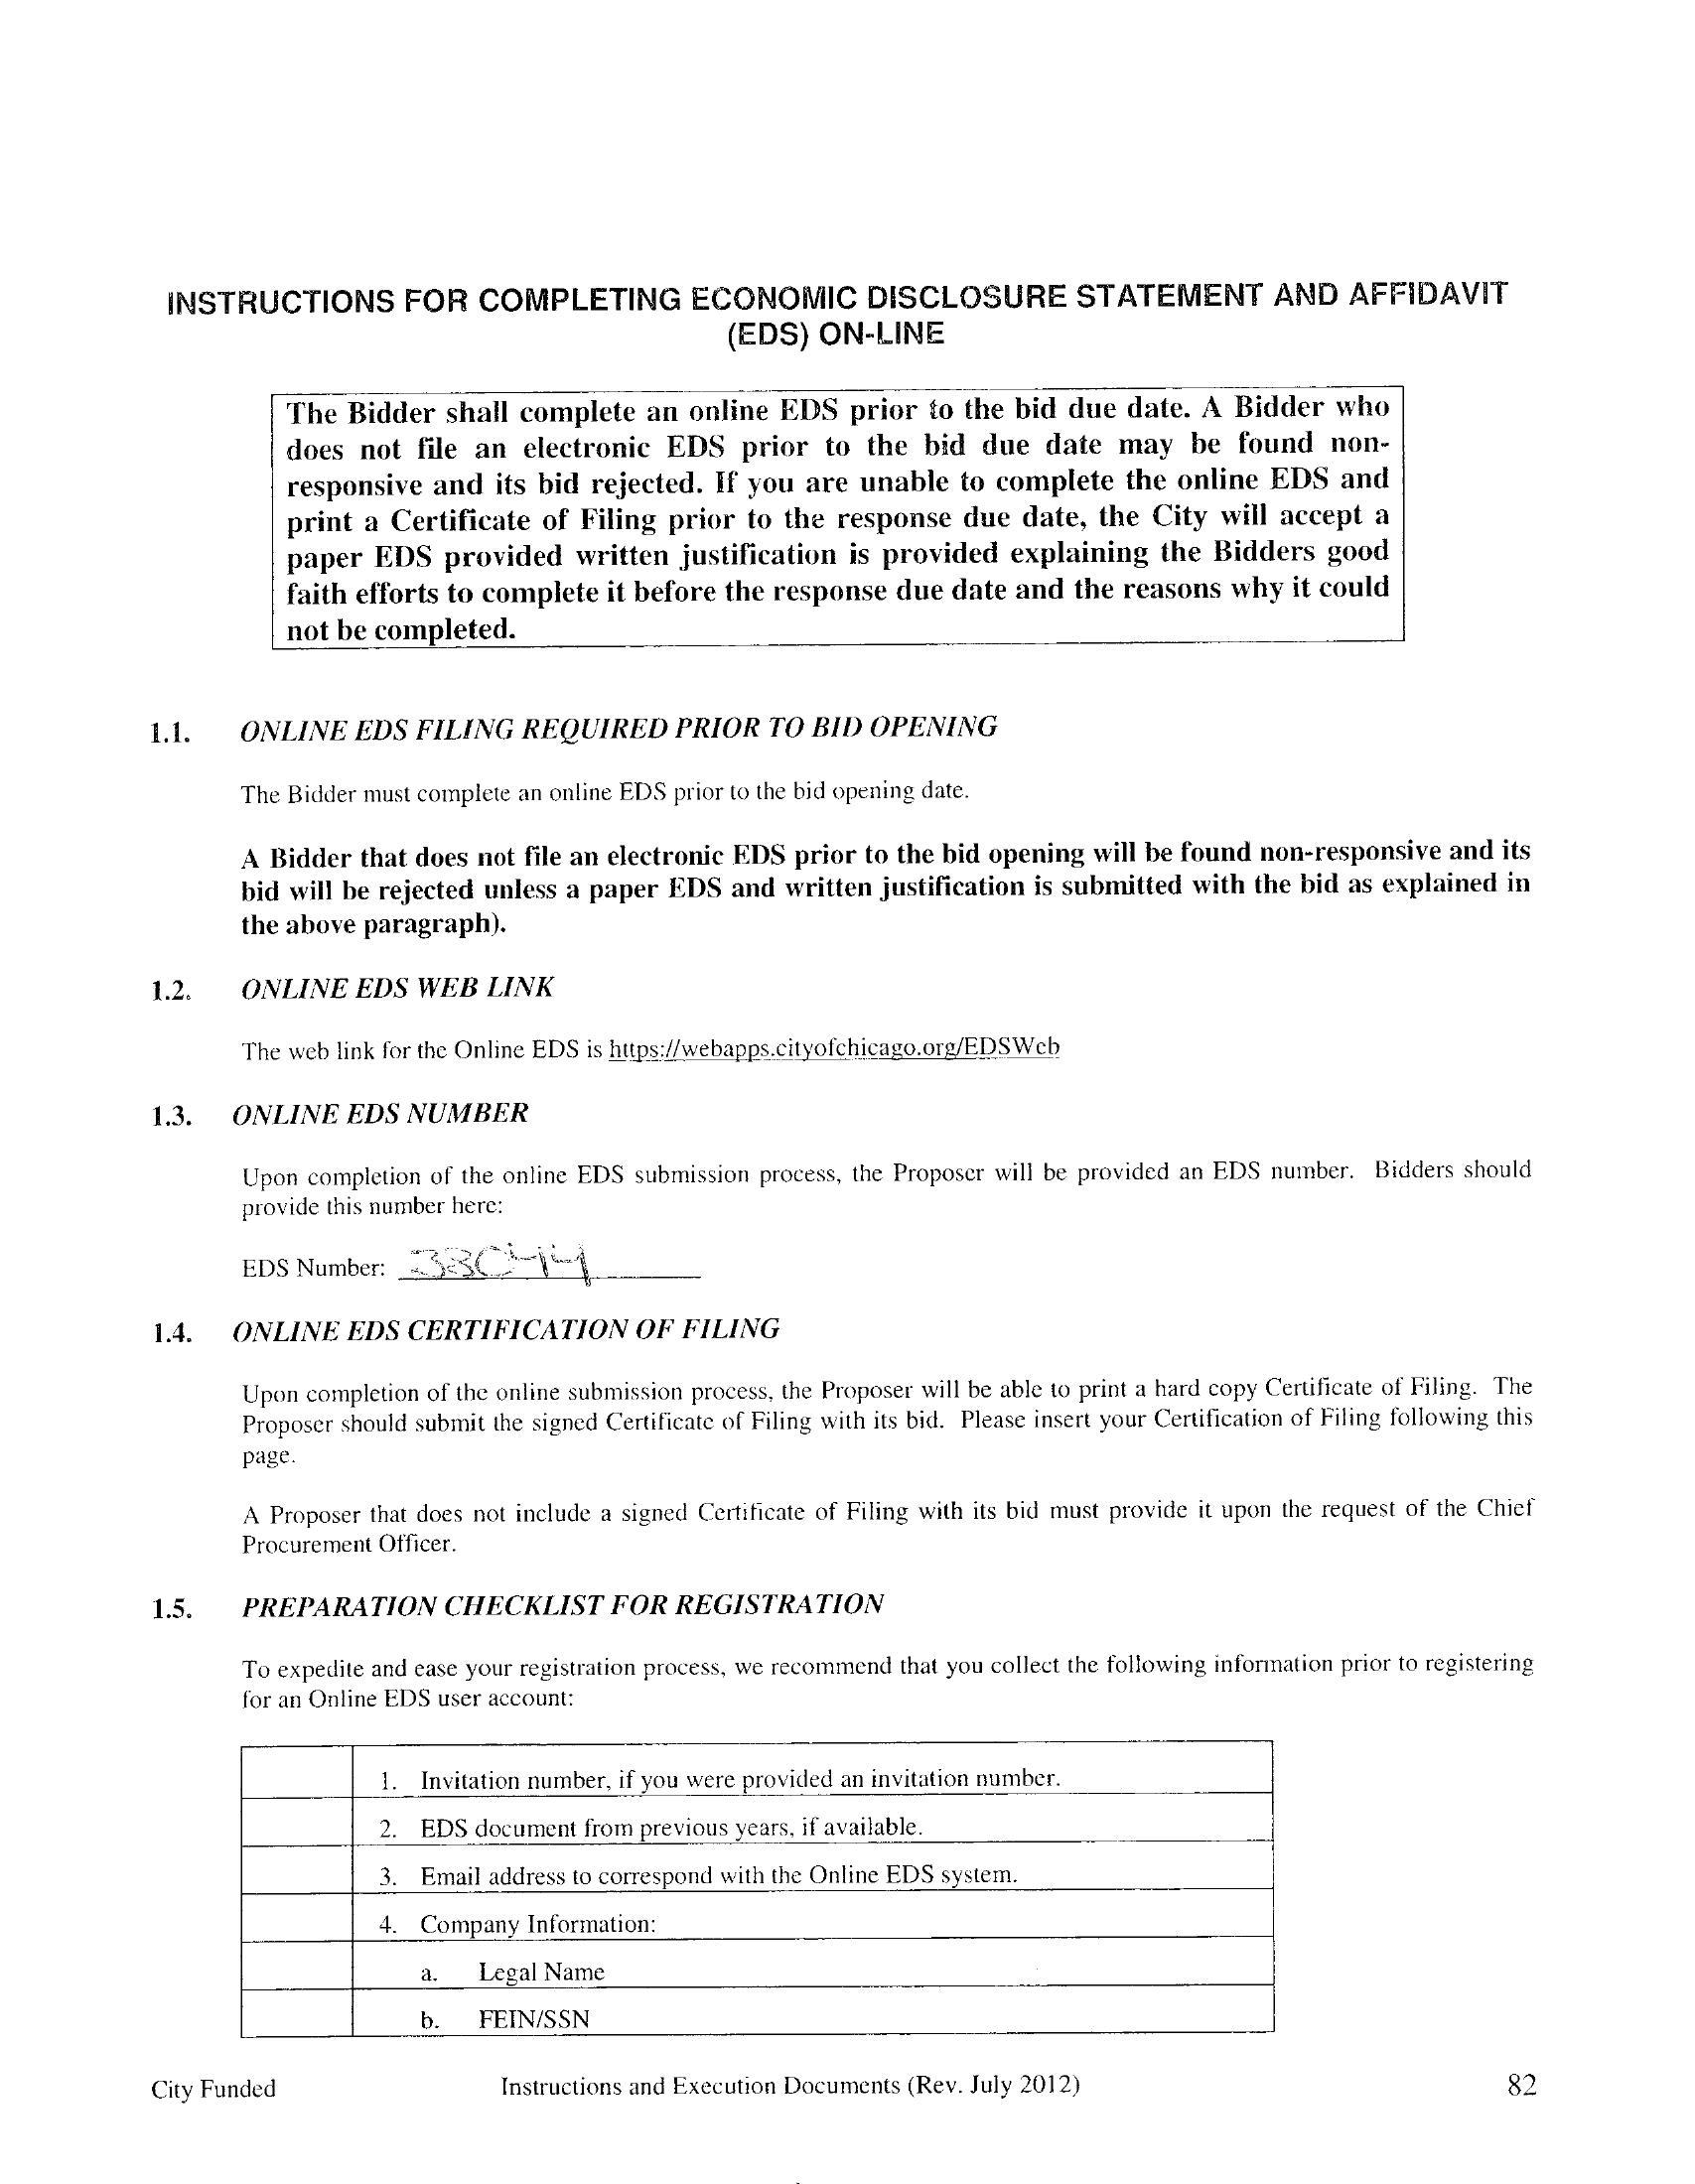 INSTRUCTIONS FOR COMPLETING ECONOMIC DISCLOSURE STATEMENT AND AFFIDAVIT
(EDS) ON-LINE
The Bidder shall complete an online EDS prior to the bid due date. A Bidder who
does not file an electronic EDS prior to the bid due date may be found non-
responsive and its bid rejected. If you are unable to complete the online EDS and
print a Certificate of Filing prior to the response due date, the City will accept a
paper EDS provided written justification is provided explaining the Bidders good
faith efforts to complete it before the response due date and the reasons why it could
not be completed.
1.1. ONLINE EDS FILING REQUIRED PRIOR TO BID OPENING
The Bidder must complete an online EDS prior to the bid opening date.
A Bidder that does not file an electronic EDS prior to the bid opening will be found non-responsive and its
bid will be rejected unless a paper EDS and written justification is submitted with the bid as explained in
the above paragraph).
1.2. ONLINE EDS WEB LINK
The web link for the Online EDS is https://webapps.cityofchicago.org/EDSWeb
1.3. ONLINE EDS NUMBER
Upon completion of the online EDS submission process, the Proposer will be provided an EDS number. Bidders should
provide this number here:
EDS Number:
1.4. ONLINE EDS CERTIFICATION OF FILING
Upon completion of the online submission process, the Proposer will be able to print a hard copy Certificate of Filing. The
Proposer should submit the signed Certificate of Filing with its bid. Please insert your Certification of Filing following this
page.
A Proposer that does not include a signed Certificate of Filing with its bid must provide it upon the request of the Chief
Procurement Officer.
1.5. PREPARATION CHECKLIST FOR REGISTRATION
To expedite and ease your registration process, we recommend that you collect the following information prior to registering
for an Online EDS user account:
1. Invitation number, if you were provided an invitation number.
2. EDS document from previous years, if available.
3. Email address to correspond with the Online EDS system.
4. Company Information:
a. Legal Name
b. FEIN/SSN
City Funded Instructions and Execution Documents (Rev. July 2012) 82